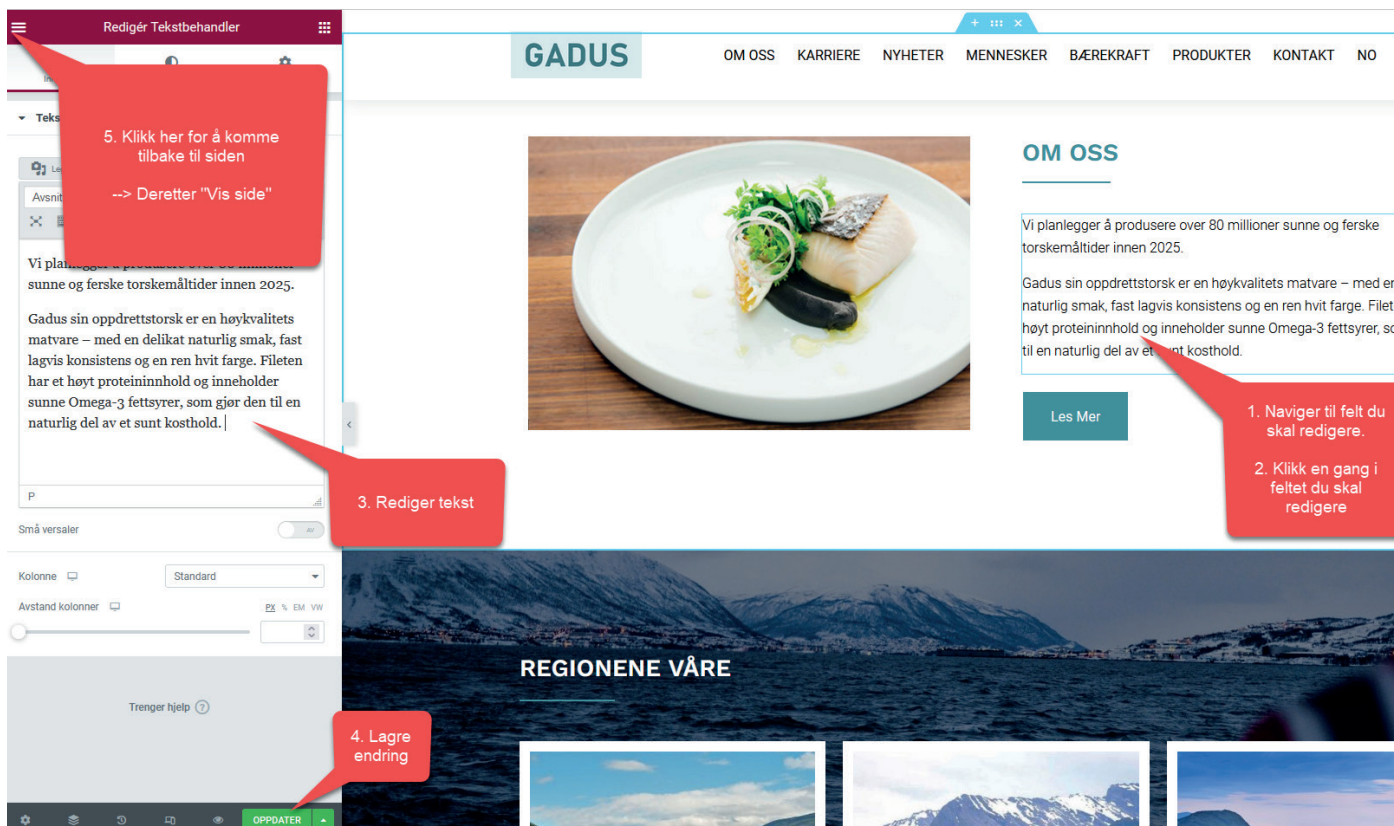 Redigér Tekstbehandler
5. Klikk her for å komme
tilbake til siden
--> Deretter "Vis side"
Vi planlegger å produsere over 80 millioner
sunne og ferske torskemåltider innen 2025.
Gadus sin oppdrettstorsk er en høykvalitets
matvare – med en delikat naturlig smak, fast
lagvis konsistens og en ren hvit farge. Fileten
har et høyt proteininnhold og inneholder
sunne Omega-3 fettsyrer, som gjør den til en
naturlig del av et sunt kosthold.
P
3. Rediger tekst
Små versaler
AV
Kolonne
Standard
Avstand kolonner
PX % EM VW
Trenger hjelp ?
4. Lagre
endring
OPPDATER
GADUS
OM OSS KARRIERE NYHETER MENNESKER BÆREKRAFT PRODUKTER KONTAKT NO
OM OSS
Vi planlegger å produsere over 80 millioner sunne og ferske
torskemåltider innen 2025.
Gadus sin oppdrettstorsk er en høykvalitets matvare – med en
naturlig smak, fast lagvis konsistens og en ren hvit farge. Filet
høyt proteininnhold og inneholder sunne Omega-3 fettsyrer, so
til en naturlig del av et sunt kosthold.
Les Mer
1. Naviger til felt du
skal redigere.
2. Klikk en gang i
feltet du skal
redigere
REGIONENE VÅRE